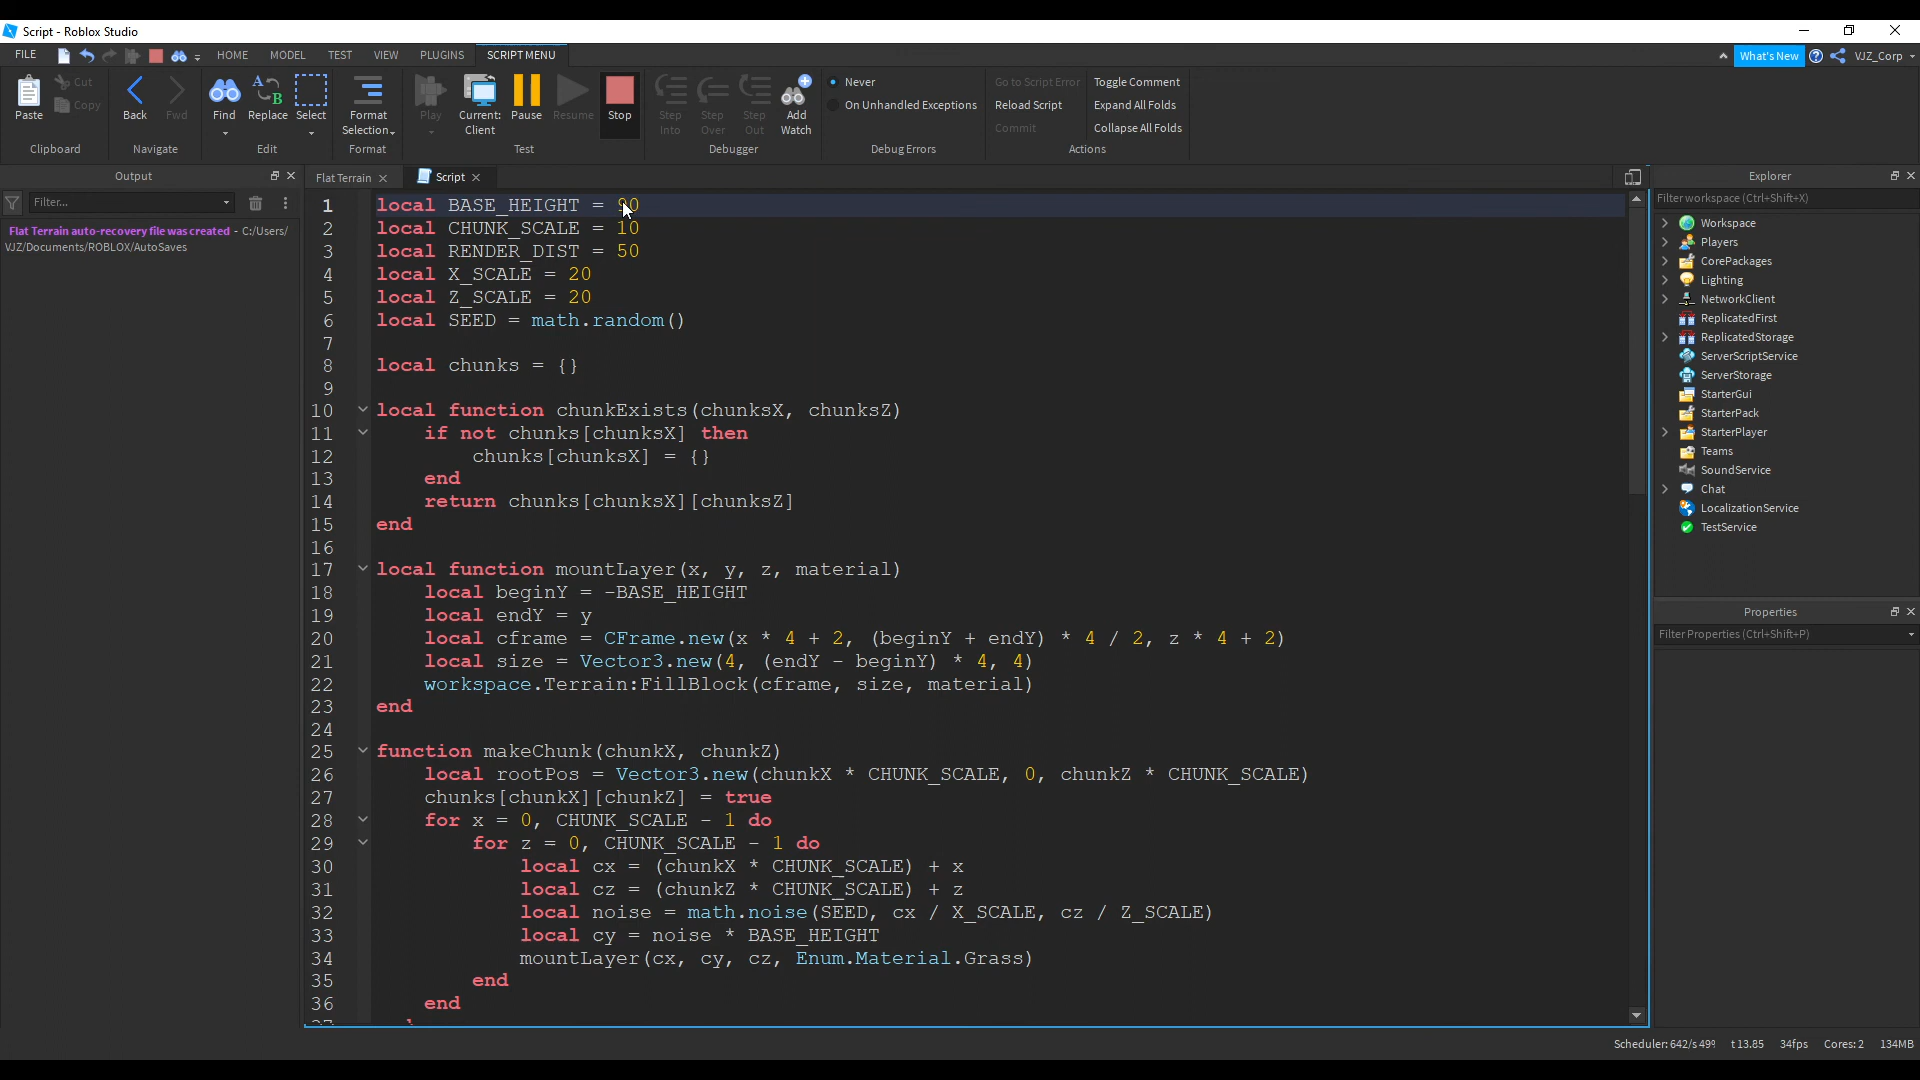 Script - Roblox Studio
FILE
HOME
MODEL
TEST
VIEW
PLUGINS
SCRIPT MENU
What's New
VJZ_Corp
Paste
Cut
Copy
Back
Fwd
Find
Replace
Select
Format Selection
Play
Current: Client
Pause
Resume
Stop
Step Into
Step Over
Step Out
Add Watch
Never
On Unhandled Exceptions
Go to Script Error
Reload Script
Commit
Toggle Comment
Expand All Folds
Collapse All Folds
Clipboard
Navigate
Edit
Format
Test
Debugger
Debug Errors
Actions
Output
Filter...
Flat Terrain auto-recovery file was created - C:/Users/
VJZ/Documents/ROBLOX/AutoSaves
Flat Terrain
Script
1 local BASE_HEIGHT =
2 local CHUNK_SCALE = 10
3 local RENDER_DIST = 50
4 local X_SCALE = 20
5 local Z_SCALE = 20
6 local SEED = math.random()
7
8 local chunks = {}
9
10 local function chunkExists(chunksX, chunksZ)
11 if not chunks[chunksX] then
12 chunks[chunksX] = {}
13 end
14 return chunks[chunksX][chunksZ]
15 end
16
17 local function mountLayer(x, y, z, material)
18 local beginY = -BASE_HEIGHT
19 local endY = y
20 local cframe = CFrame.new(x * 4 + 2, (beginY + endY) * 4 / 2, z * 4 + 2)
21 local size = Vector3.new(4, (endY - beginY) * 4, 4)
22 workspace.Terrain:FillBlock(cframe, size, material)
23 end
24
25 function makeChunk(chunkX, chunkZ)
26 local rootPos = Vector3.new(chunkX * CHUNK_SCALE, 0, chunkZ * CHUNK_SCALE)
27 chunks[chunkX][chunkZ] = true
28 for x = 0, CHUNK_SCALE - 1 do
29 for z = 0, CHUNK_SCALE - 1 do
30 local cx = (chunkX * CHUNK_SCALE) + x
31 local cz = (chunkZ * CHUNK_SCALE) + z
32 local noise = math.noise(SEED, cx / X_SCALE, cz / Z_SCALE)
33 local cy = noise * BASE_HEIGHT
34 mountLayer(cx, cy, cz, Enum.Material.Grass)
35 end
36 end
Explorer
Filter workspace (Ctrl+Shift+X)
Workspace
Players
CorePackages
Lighting
NetworkClient
ReplicatedFirst
ReplicatedStorage
ServerScriptService
ServerStorage
StarterGui
StarterPack
StarterPlayer
Teams
SoundService
Chat
LocalizationService
TestService
Properties
Filter Properties (Ctrl+Shift+P)
Scheduler: 642/s 49% t 13.85 34fps Cores: 2 134MB